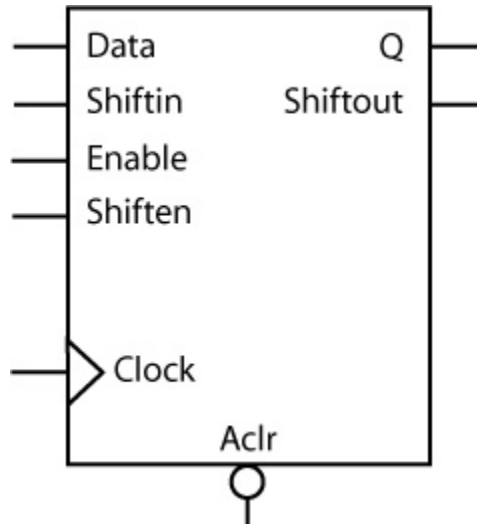 Data Q
Shiftin Shiftout
Enable
Shiften
Clock
Aclr